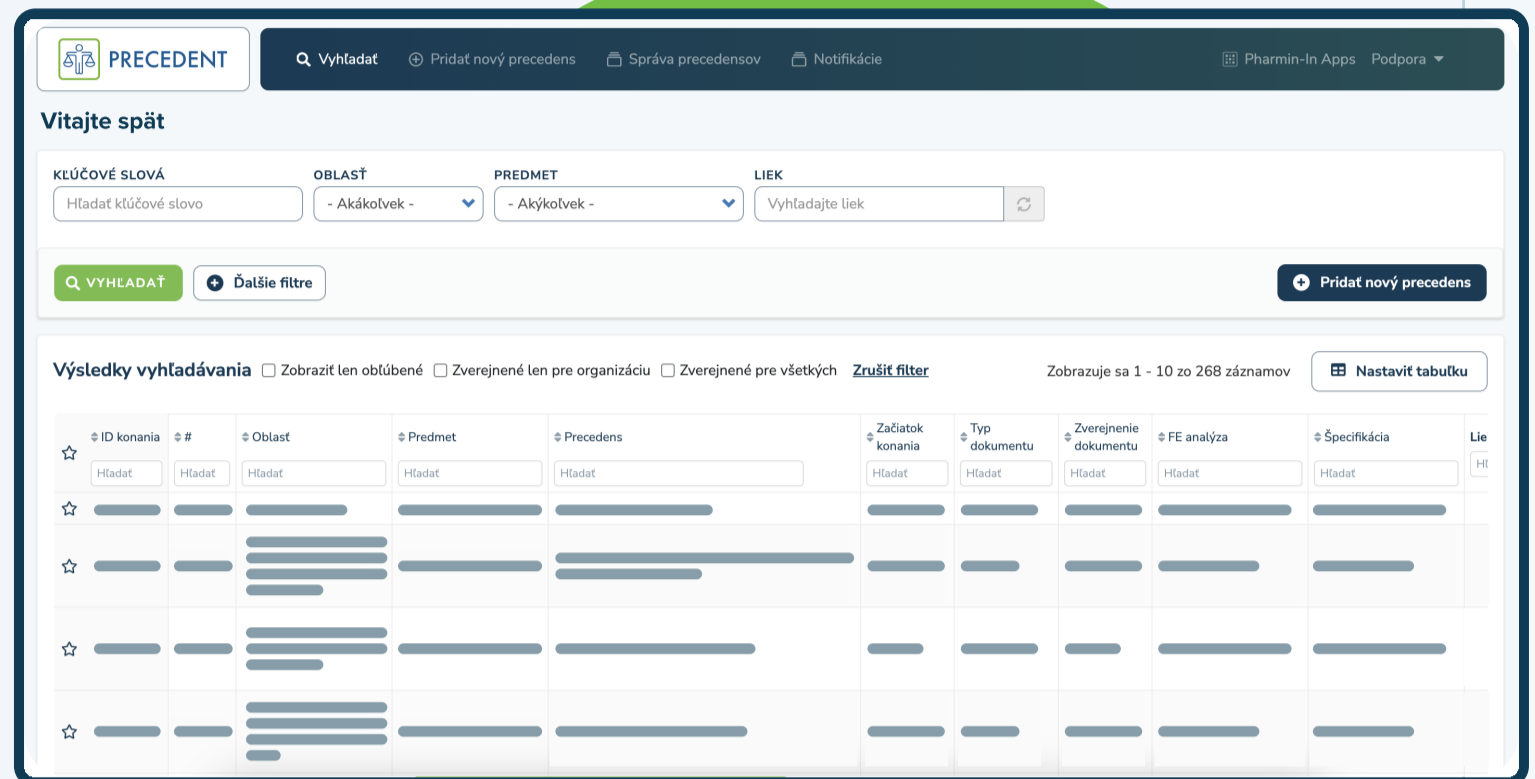 PRECEDENT
Vyhľadať
Pridať nový precedens
Správa precedensov
Notifikácie
Pharmin-In Apps
Podpora
Vitajte späť
KĽÚČOVÉ SLOVÁ
OBLASŤ
PREDMET
LIEK
Hľadať kľúčové slovo
- Akákoľvek -
- Akýkoľvek -
Vyhľadajte liek
VYHĽADAŤ
Ďalšie filtre
Pridať nový precedens
Výsledky vyhľadávania
Zobraziť len obľúbené
Zverejnené len pre organizáciu
Zverejnené pre všetkých
Zrušiť filter
Zobrazuje sa 1 - 10 zo 268 záznamov
Nastaviť tabuľku
ID konania
#
Oblasť
Predmet
Precedens
Začiatok konania
Typ dokumentu
Zverejnenie dokumentu
FE analýza
Špecifikácia
Lie
Hľadať
Hľadať
Hľadať
Hľadať
Hľadať
Hľadať
Hľadať
Hľadať
Hľadať
Hľadať